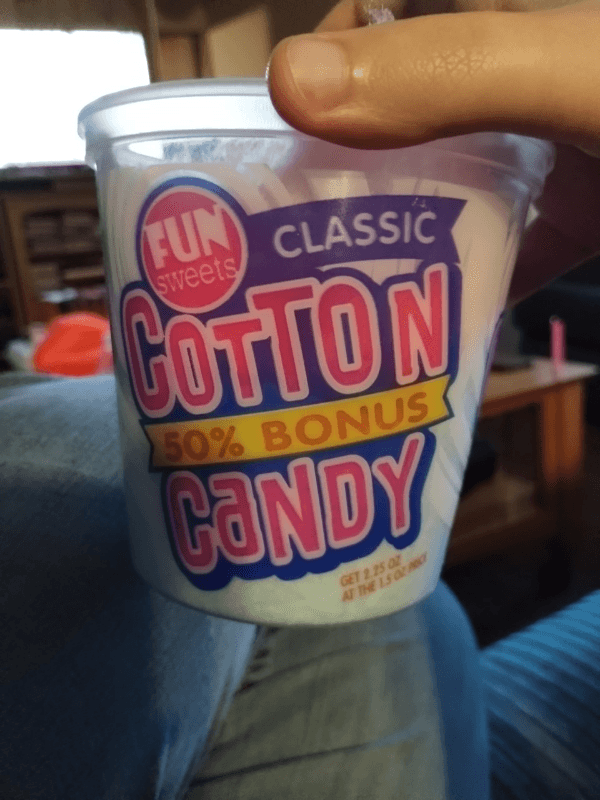 FUN
sweets
CLASSIC
COTTON
50% BONUS
CaNDY
GET 2.25 OZ
AT THE 1.5 OZ PRICE